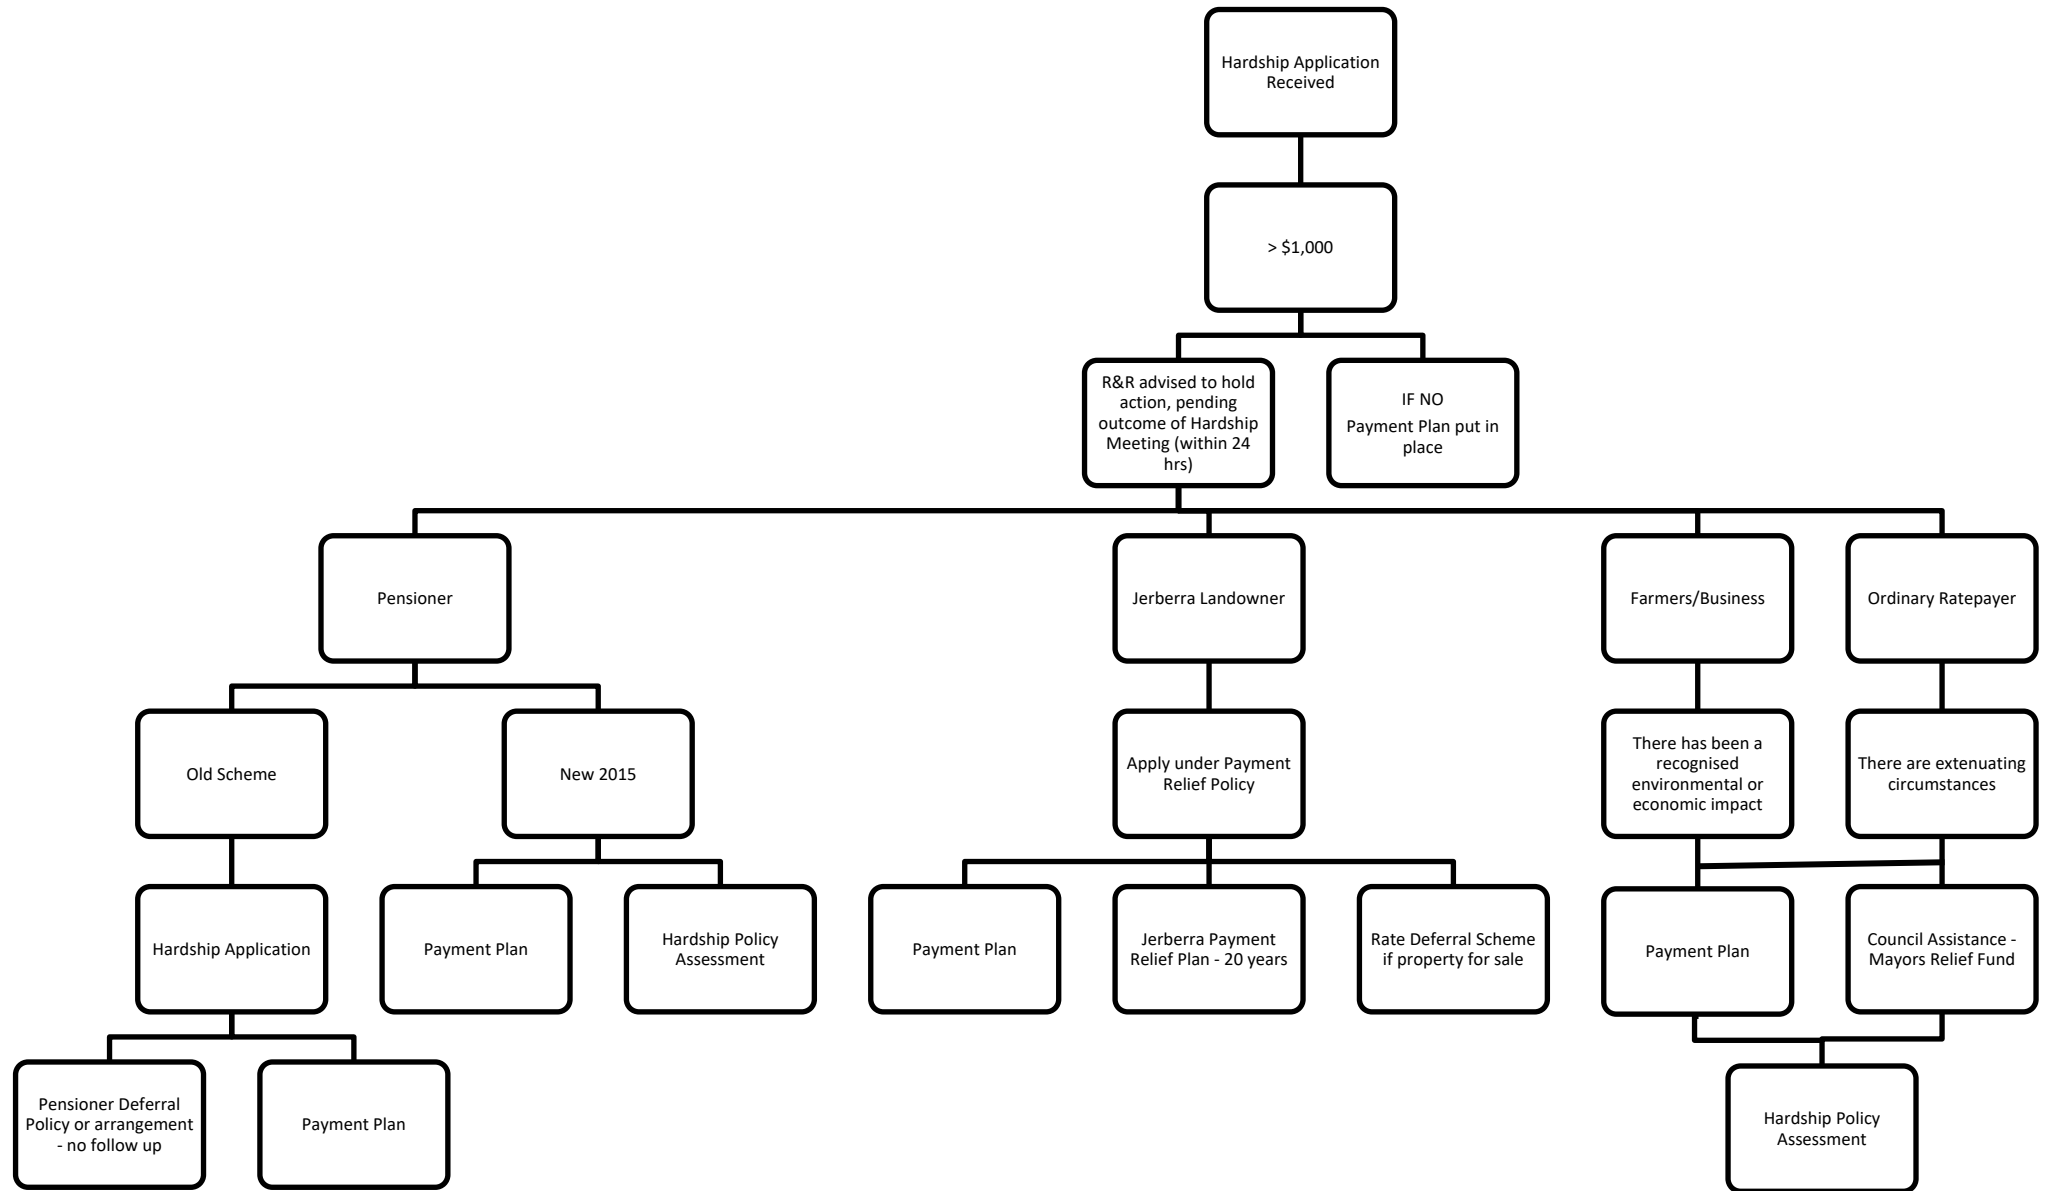 Hardship Application
Received
> $1,000
R&R advised to hold
action, pending
outcome of Hardship
Meeting (within 24
hrs)
IF NO
Payment Plan put in
place
Pensioner
Jerberra Landowner
Farmers/Business
Ordinary Ratepayer
Old Scheme
New 2015
Apply under Payment
Relief Policy
There has been a
recognised
environmental or
economic impact
There are extenuating
circumstances
Hardship Application
Payment Plan
Hardship Policy
Assessment
Payment Plan
Jerberra Payment
Relief Plan - 20 years
Rate Deferral Scheme
if property for sale
Payment Plan
Council Assistance -
Mayors Relief Fund
Pensioner Deferral
Policy or arrangement
- no follow up
Payment Plan
Hardship Policy
Assessment